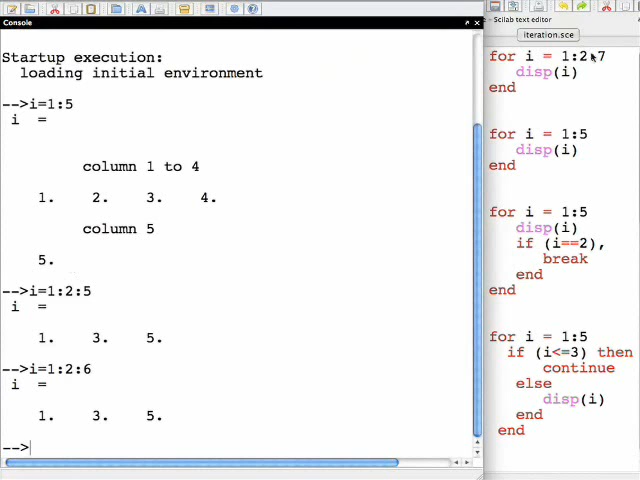 Console
Startup execution:
loading initial environment
-->i=1:5
i =
column 1 to 4
1. 2. 3. 4.
column 5
5.
-->i=1:2:5
i =
1. 3. 5.
-->i=1:2:6
i =
1. 3. 5.
-->
Scilab text editor
iteration.sce
for i = 1:2:7
disp(i)
end
for i = 1:5
disp(i)
end
for i = 1:5
disp(i)
if (i==2),
break
end
end
for i = 1:5
if (i<=3) then
continue
else
disp(i)
end
end